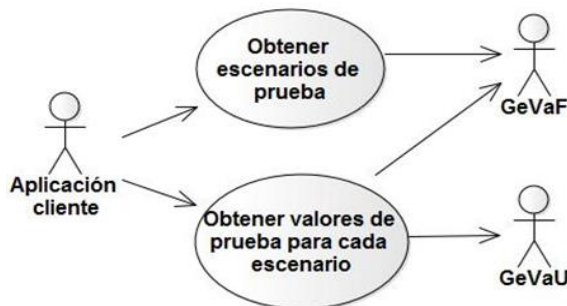 Obtener
escenarios de
prueba
GeVaF
Aplicación
cliente
Obtener valores de
prueba para cada
escenario
GeVaU